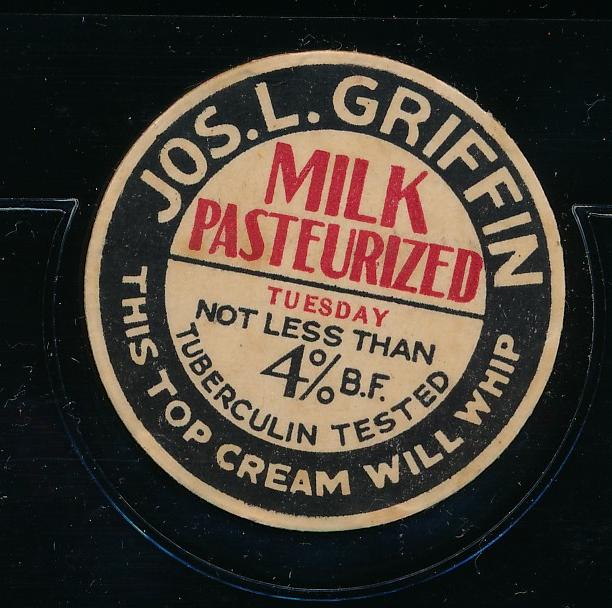 JOS. L. GRIFFIN
MILK
PASTEURIZED
TUESDAY
NOT LESS THAN
4% B.F.
TUBERCULIN TESTED
THIS TOP CREAM WILL WHIP